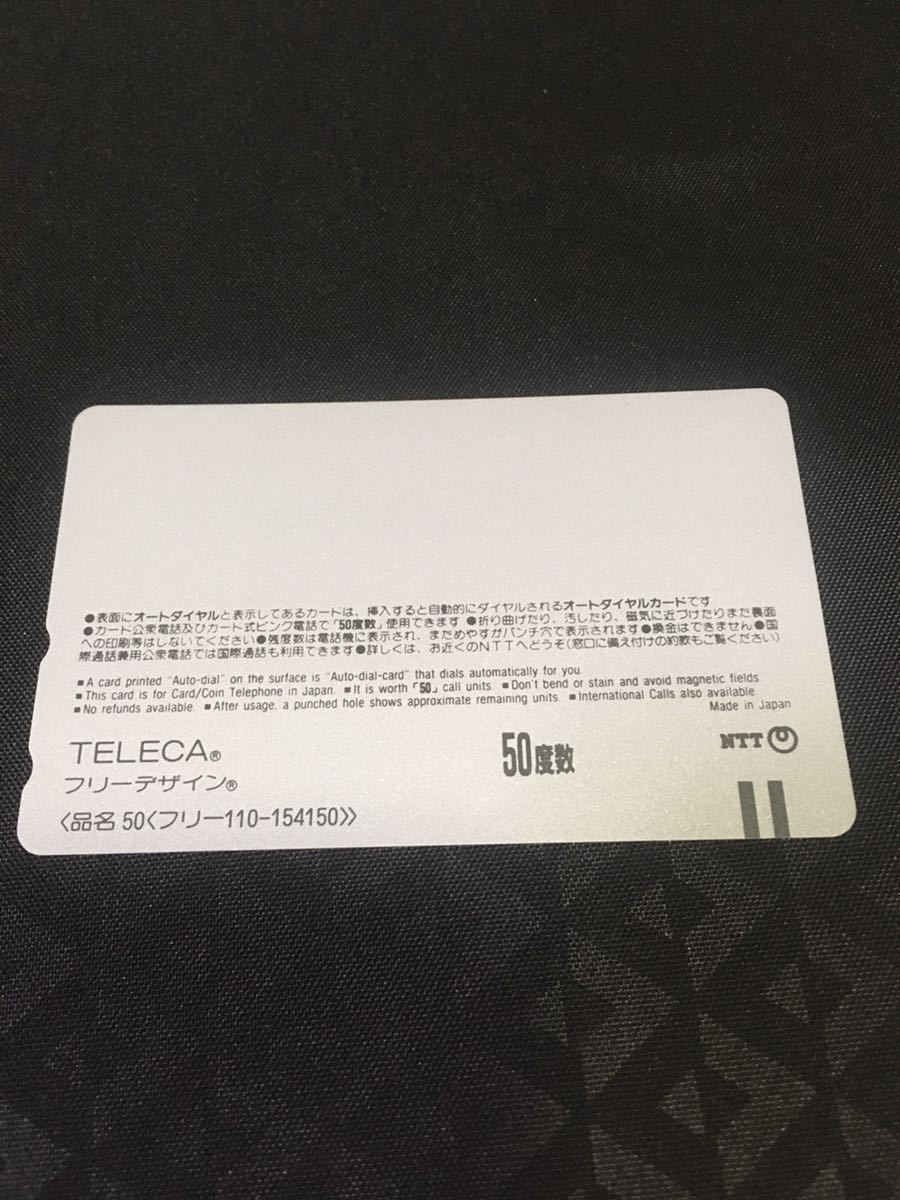 ●表面にオートダイヤルと表示してあるカードは、挿入すると自動的にダイヤルされるオートダイヤルカードです
●カード公衆電話及びカード式ピンク電話で「50度数」使用できます ●折り曲げたり、汚したり、磁気に近づけたりまた裏面
への印刷等はしないでください●残度数は電話機に表示され、まためやすがパンチ穴で表示されます●換金はできません●国
際通話兼用公衆電話では国際通話も利用できます●詳しくは、お近くのNTTへどうぞ(窓口に備え付けの約款もご覧ください)
■A card printed “Auto-dial” on the surface is “Auto-dial-card” that dials automatically for you.
■This card is for Card/Coin Telephone in Japan. ■It is worth「50」call units. ■Don't bend or stain and avoid magnetic fields.
■No refunds available. ■After usage, a punched hole shows approximate remaining units. ■International Calls also available.
Made in Japan
TELECA® 50度数 NTT
フリーデザイン®
〈品名 50〈フリー110-154150〉〉